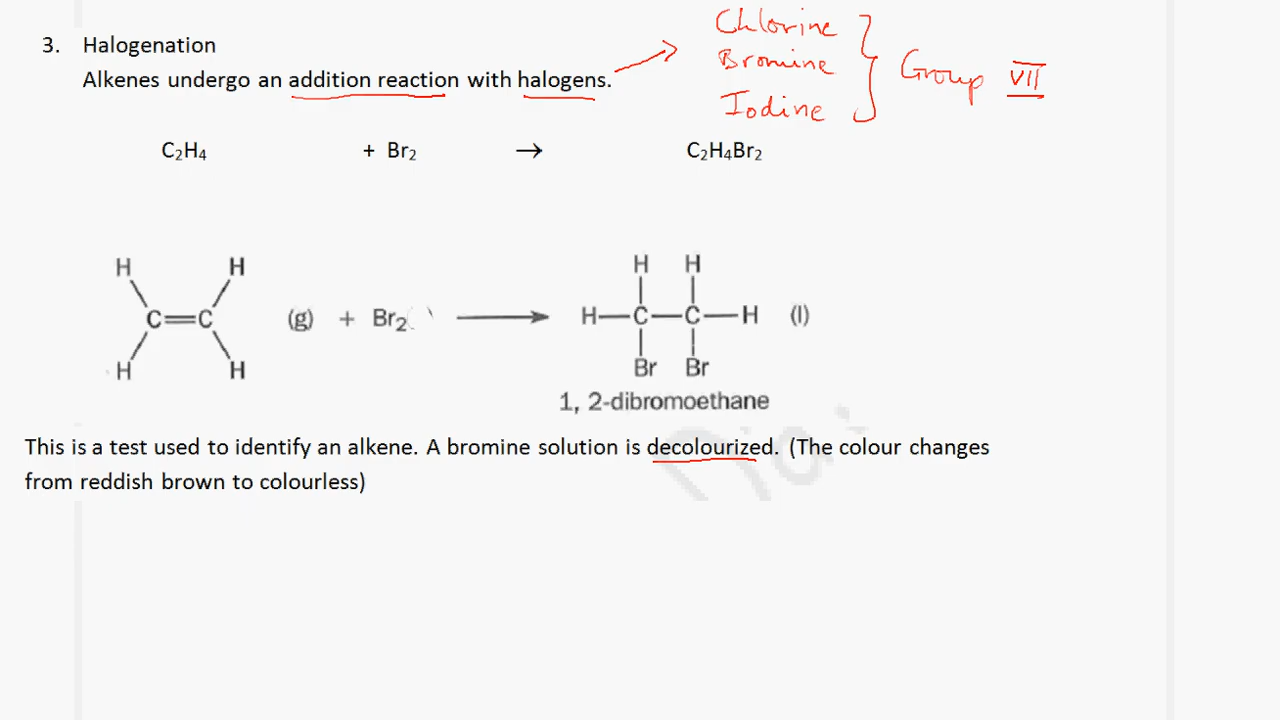 3. Halogenation
Alkenes undergo an addition reaction with halogens.
Chlorine
Bromine
Iodine
Group VII
C₂H₄ + Br₂ → C₂H₄Br₂
H H
C=C (g) + Br₂ → H—C—C—H (l)
H H
H H
Br Br
1, 2-dibromoethane
This is a test used to identify an alkene. A bromine solution is decolourized. (The colour changes
from reddish brown to colourless)